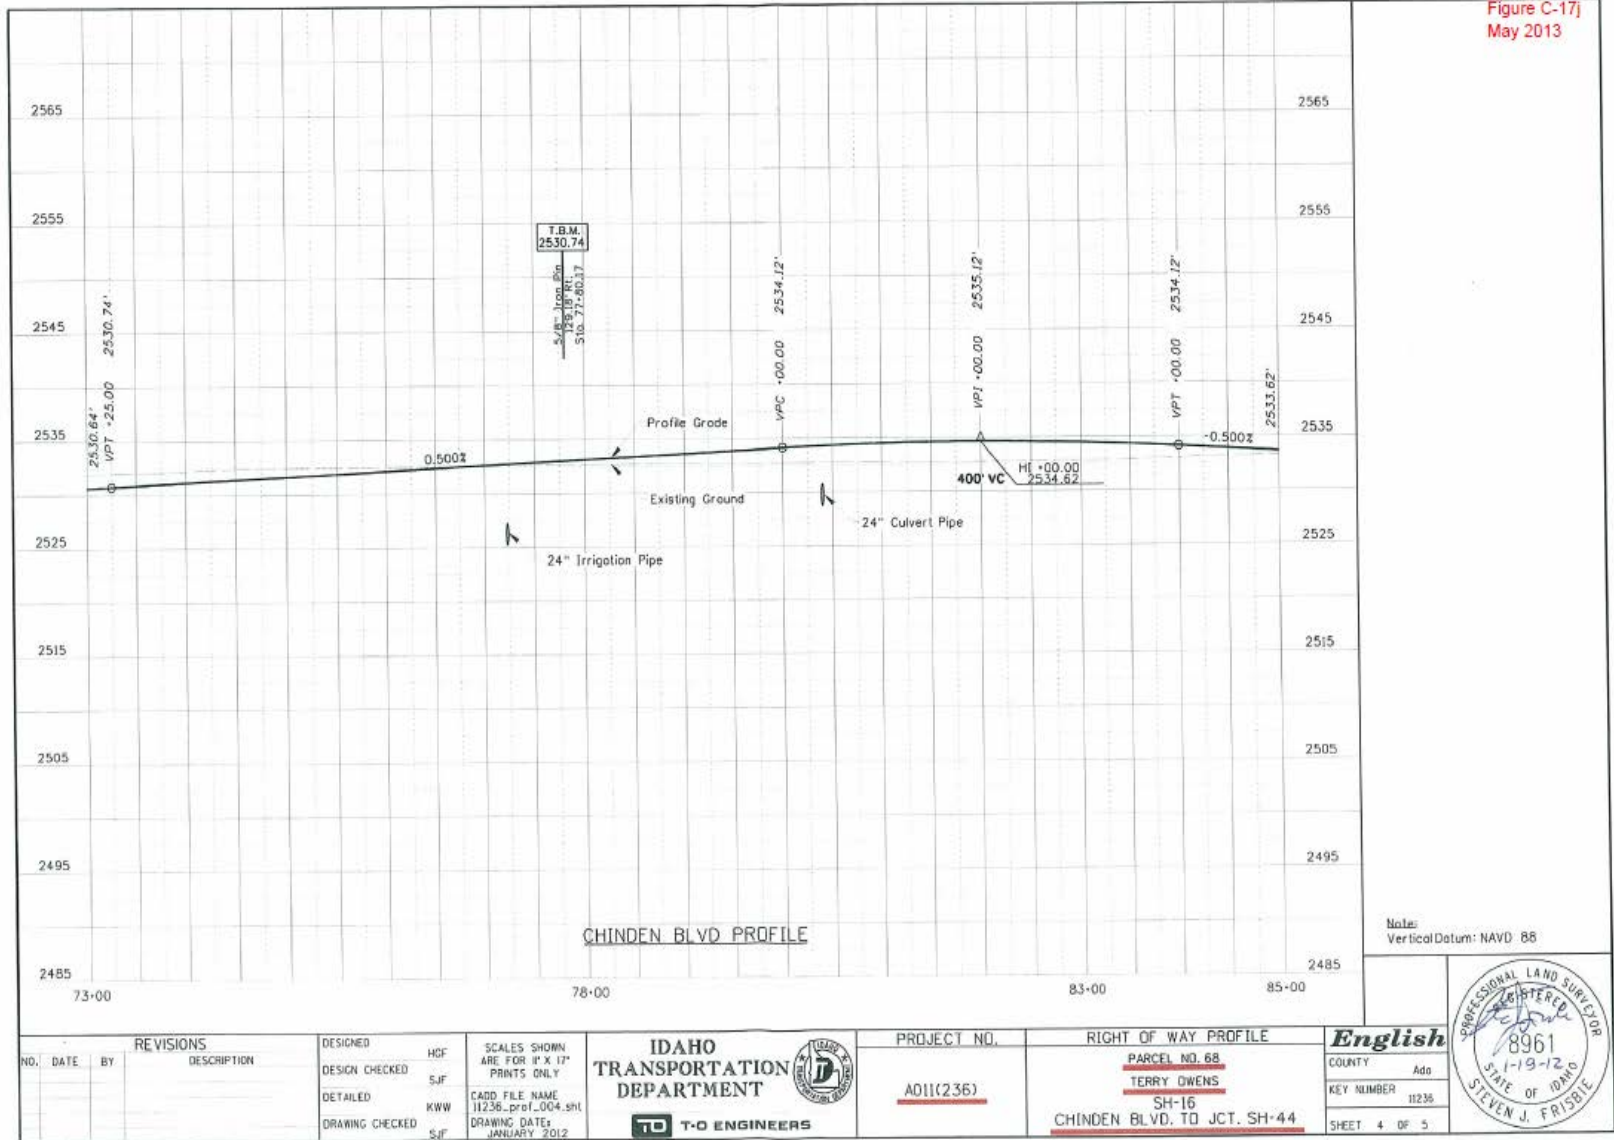 Figure C-17j
May 2013
2565
2565
2555
2555
2545
2545
2535
2535
2525
2525
2515
2515
2505
2505
2495
2495
2485
2485
T.B.M.
2530.74
5/8" Iron Pin
129.18' Rt.
Sta. 77+80.17
2530.64'
VPT +25.00 2530.74'
0.500%
Profile Grade
Existing Ground
24" Irrigation Pipe
24" Culvert Pipe
VPC +00.00 2534.12'
VPI +00.00 2535.12'
VPT +00.00 2534.12'
2533.62'
-0.500%
400' VC
HI +00.00
2534.62
CHINDEN BLVD PROFILE
73+00
78+00
83+00
85+00
Note:
Vertical Datum: NAVD 88
REVISIONS
NO. DATE BY DESCRIPTION
DESIGNED HCF
DESIGN CHECKED SJF
DETAILED KWW
DRAWING CHECKED SJF
SCALES SHOWN
ARE FOR 11" X 17"
PRINTS ONLY
CADD FILE NAME
11236_prof_004.sht
DRAWING DATE:
JANUARY 2012
IDAHO
TRANSPORTATION
DEPARTMENT
TO T-O ENGINEERS
PROJECT NO.
A011(236)
RIGHT OF WAY PROFILE
PARCEL NO. 68
TERRY OWENS
SH-16
CHINDEN BLVD. TO JCT. SH-44
English
COUNTY Ada
KEY NUMBER 11236
SHEET 4 OF 5
PROFESSIONAL LAND SURVEYOR
REGISTERED
8961
1-19-12
STATE OF IDAHO
STEVEN J. FRISBIE